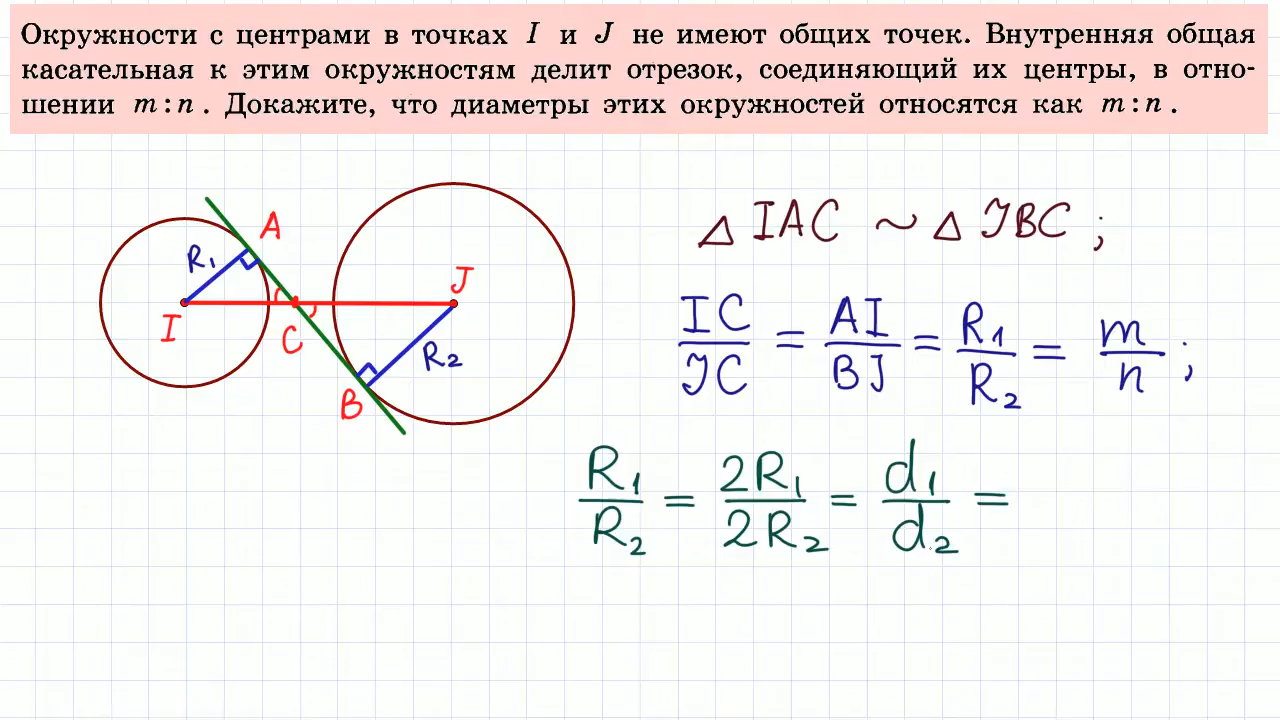 Окружности с центрами в точках I и J не имеют общих точек. Внутренняя общая
касательная к этим окружностям делит отрезок, соединяющий их центры, в отно-
шении m : n. Докажите, что диаметры этих окружностей относятся как m : n.
A
R₁
J
I
C
R₂
B
△ IAC ~ △ JBC ;
IC/JC = AI/BJ = R₁/R₂ = m/n ;
R₁/R₂ = 2R₁/2R₂ = d₁/d₂ =